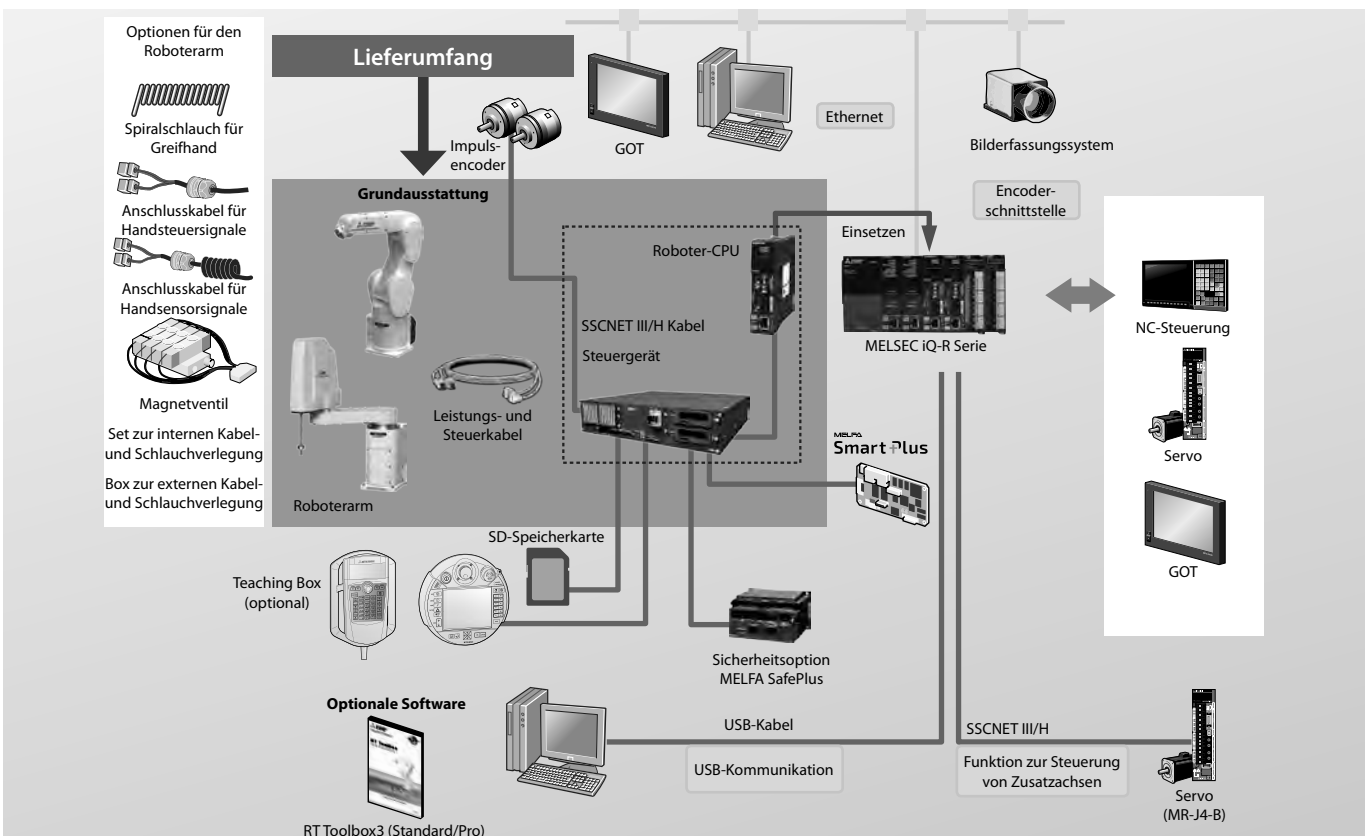 Optionen für den
Roboterarm
Spiralschlauch für
Greifhand
Anschlusskabel für
Handsteuersignale
Anschlusskabel für
Handsensorsignale
Magnetventil
Set zur internen Kabel-
und Schlauchverlegung
Box zur externen Kabel-
und Schlauchverlegung
Lieferumfang
Impuls-
encoder
GOT
Ethernet
Bilderfassungssystem
Encoder-
schnittstelle
Grundausstattung
Roboter-CPU
Einsetzen
SSCNET III/H Kabel
Steuergerät
MELSEC iQ-R Serie
Leistungs- und
Steuerkabel
Roboterarm
MELFA
Smart Plus
NC-Steuerung
Servo
GOT
SD-Speicherkarte
Teaching Box
(optional)
Sicherheitsoption
MELFA SafePlus
Optionale Software
RT Toolbox3 (Standard/Pro)
USB-Kabel
USB-Kommunikation
SSCNET III/H
Funktion zur Steuerung
von Zusatzachsen
Servo
(MR-J4-B)